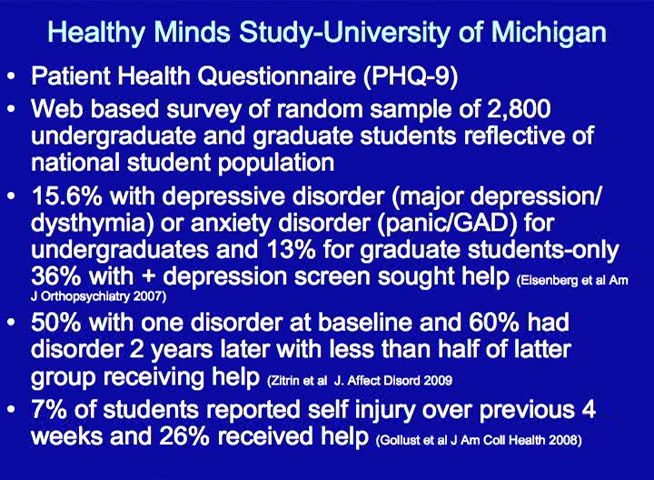 Healthy Minds Study-University of Michigan
• Patient Health Questionnaire (PHQ-9)
• Web based survey of random sample of 2,800
undergraduate and graduate students reflective of
national student population
• 15.6% with depressive disorder (major depression/
dysthymia) or anxiety disorder (panic/GAD) for
undergraduates and 13% for graduate students-only
36% with + depression screen sought help (Eisenberg et al Am
J Orthopsychiatry 2007)
• 50% with one disorder at baseline and 60% had
disorder 2 years later with less than half of latter
group receiving help (Zitrin et al  J. Affect Disord 2009
• 7% of students reported self injury over previous 4
weeks and 26% received help (Gollust et al J Am Coll Health 2008)